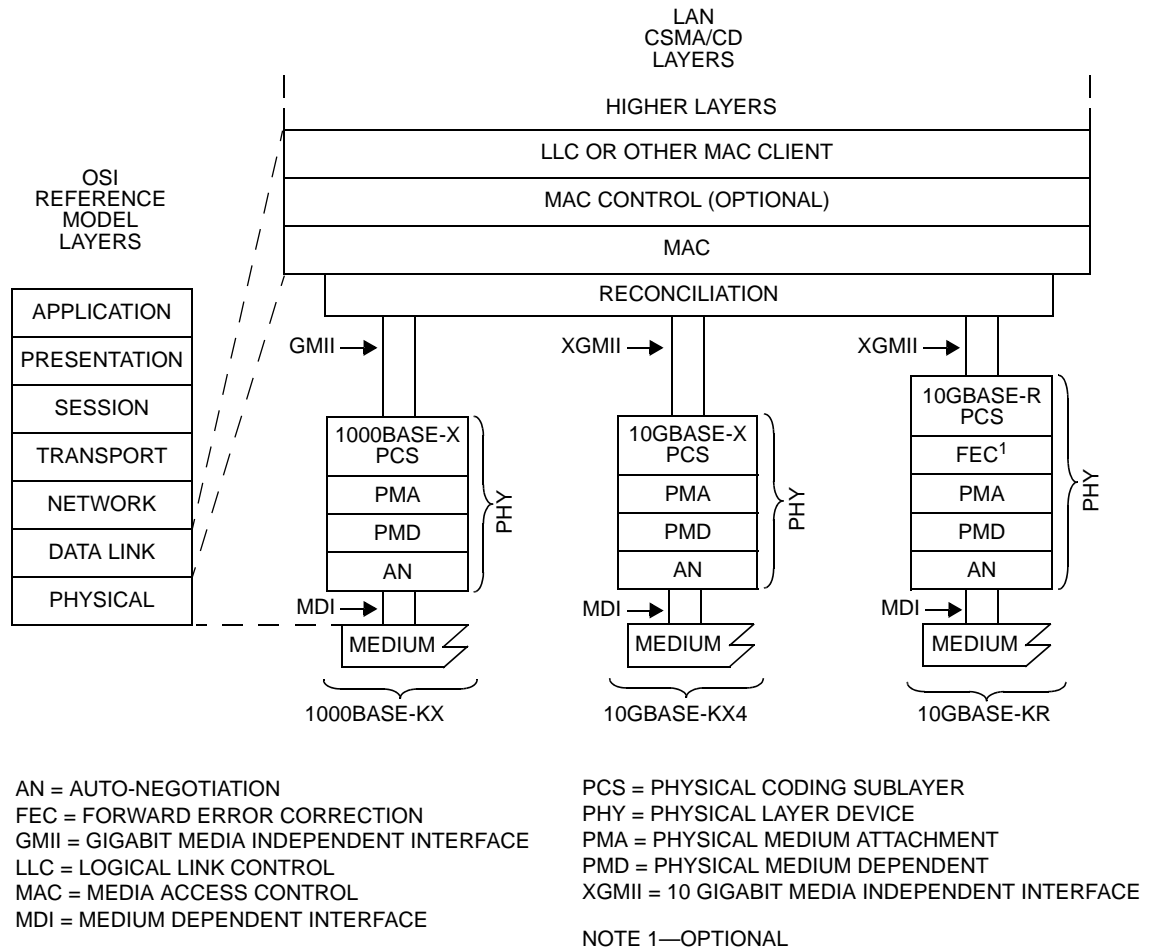 LAN
CSMA/CD
LAYERS
HIGHER LAYERS
LLC OR OTHER MAC CLIENT
MAC CONTROL (OPTIONAL)
MAC
RECONCILIATION
OSI
REFERENCE
MODEL
LAYERS
APPLICATION
PRESENTATION
SESSION
TRANSPORT
NETWORK
DATA LINK
PHYSICAL
GMII
1000BASE-X
PCS
PMA
PMD
AN
PHY
MDI
MEDIUM
1000BASE-KX
XGMII
10GBASE-X
PCS
PMA
PMD
AN
PHY
MDI
MEDIUM
10GBASE-KX4
XGMII
10GBASE-R
PCS
FEC1
PMA
PMD
AN
PHY
MDI
MEDIUM
10GBASE-KR
AN = AUTO-NEGOTIATION
FEC = FORWARD ERROR CORRECTION
GMII = GIGABIT MEDIA INDEPENDENT INTERFACE
LLC = LOGICAL LINK CONTROL
MAC = MEDIA ACCESS CONTROL
MDI = MEDIUM DEPENDENT INTERFACE
PCS = PHYSICAL CODING SUBLAYER
PHY = PHYSICAL LAYER DEVICE
PMA = PHYSICAL MEDIUM ATTACHMENT
PMD = PHYSICAL MEDIUM DEPENDENT
XGMII = 10 GIGABIT MEDIA INDEPENDENT INTERFACE
NOTE 1—OPTIONAL